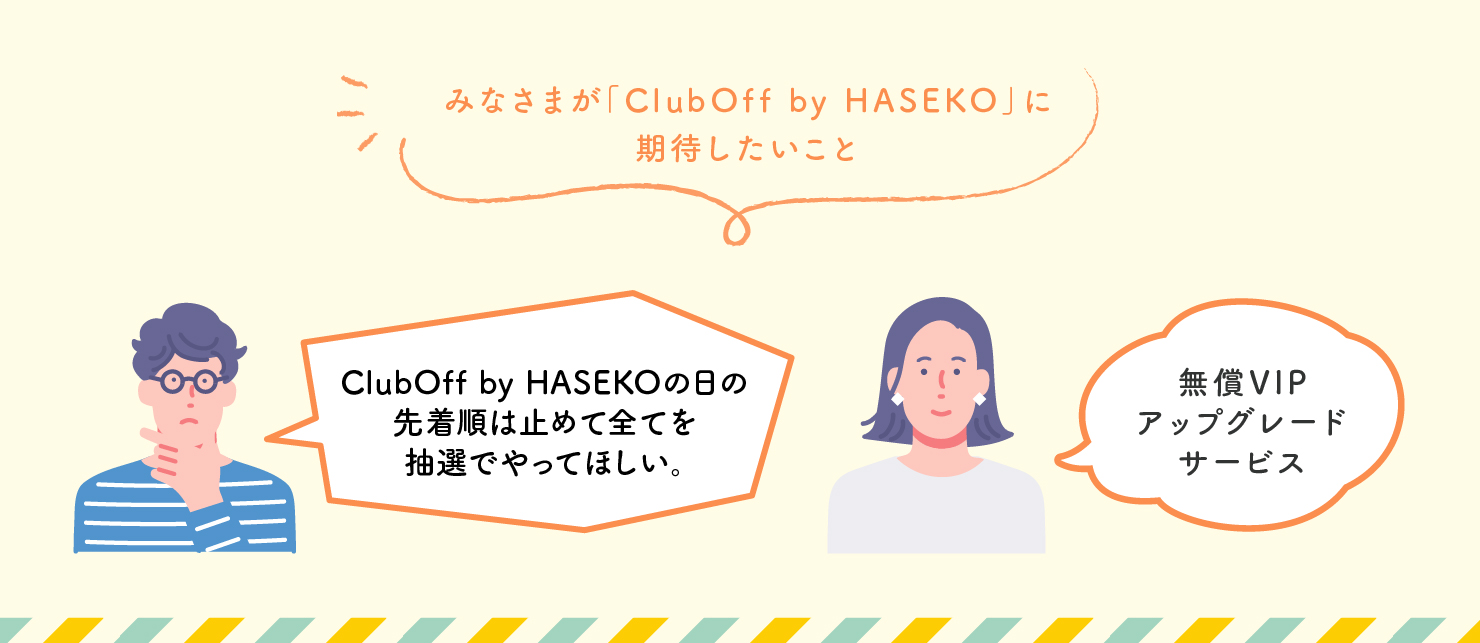 みなさまが「ClubOff by HASEKO」に
期待したいこと
ClubOff by HASEKOの日の
先着順は止めて全てを
抽選でやってほしい。
無償VIP
アップグレード
サービス